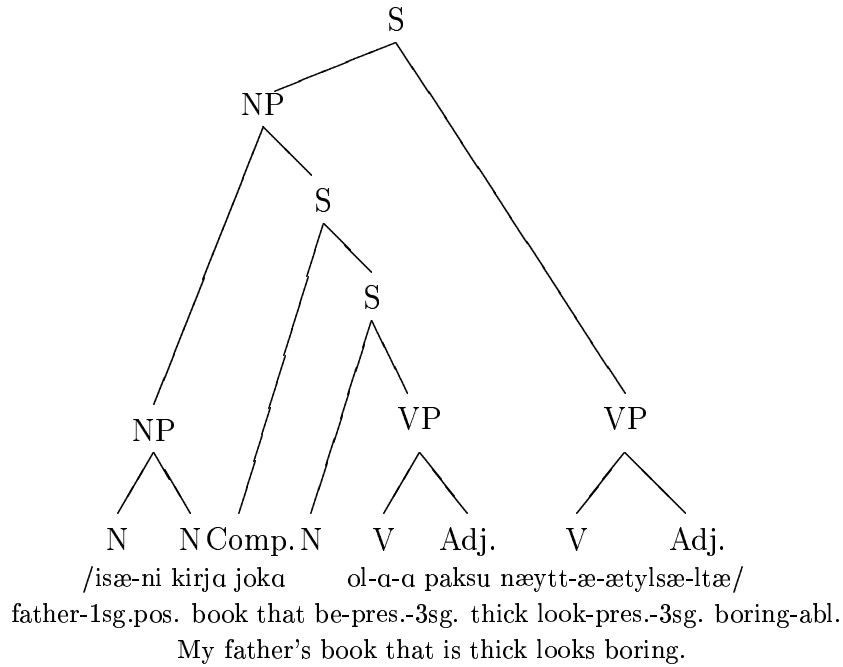 S
NP
S
S
NP VP VP
N N Comp. N V Adj. V Adj.
/isæ-ni kirjɑ jokɑ ol-ɑ-ɑ paksu næytt-æ-ætylsæ-ltæ/
father-1sg.pos. book that be-pres.-3sg. thick look-pres.-3sg. boring-abl.
My father's book that is thick looks boring.